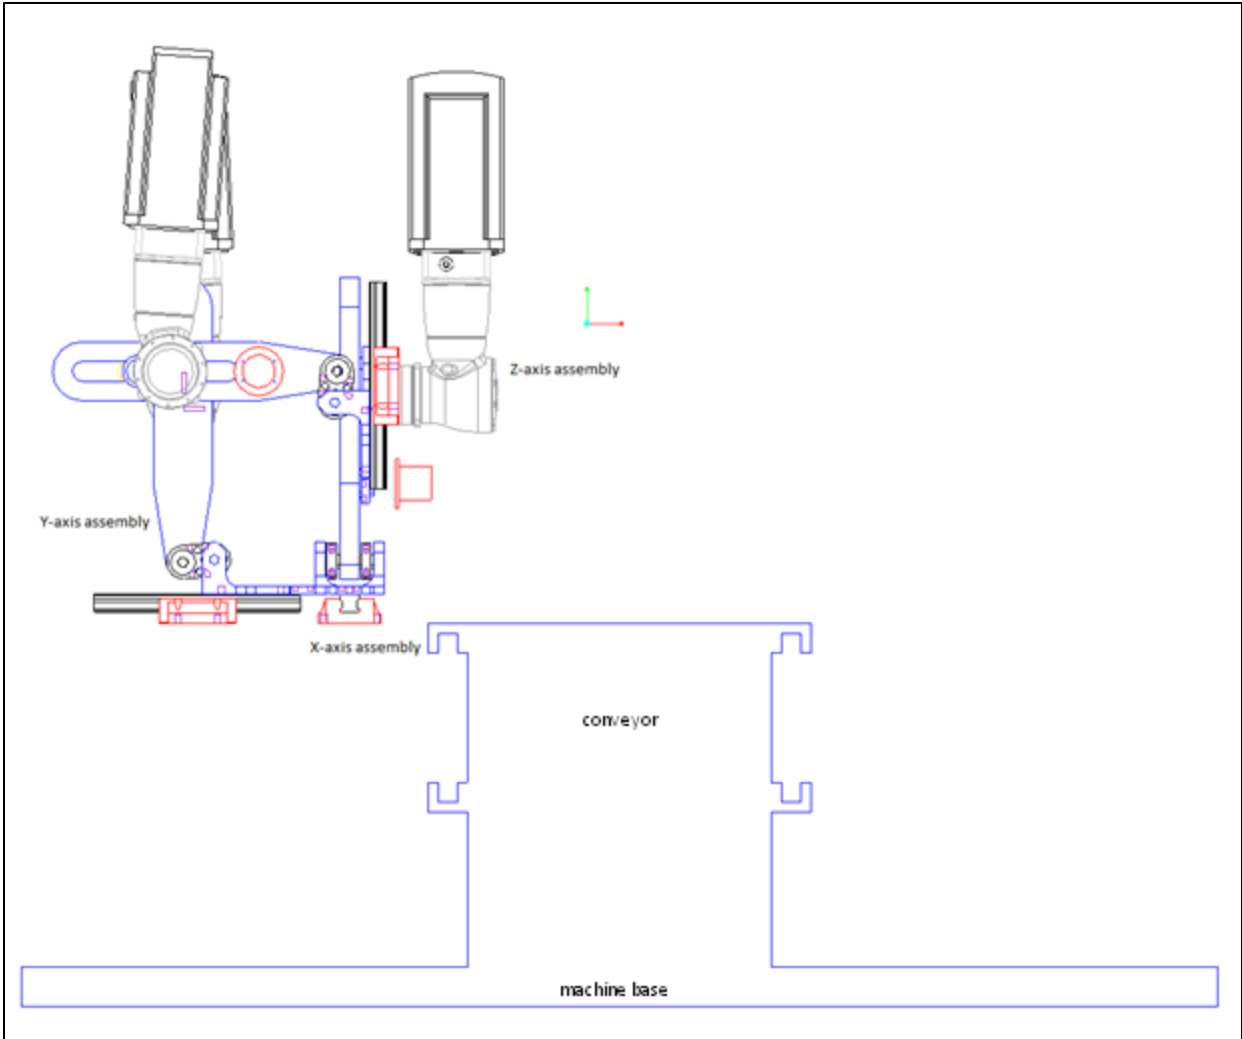 Z-axis assembly
Y-axis assembly
X-axis assembly
conveyor
machine base